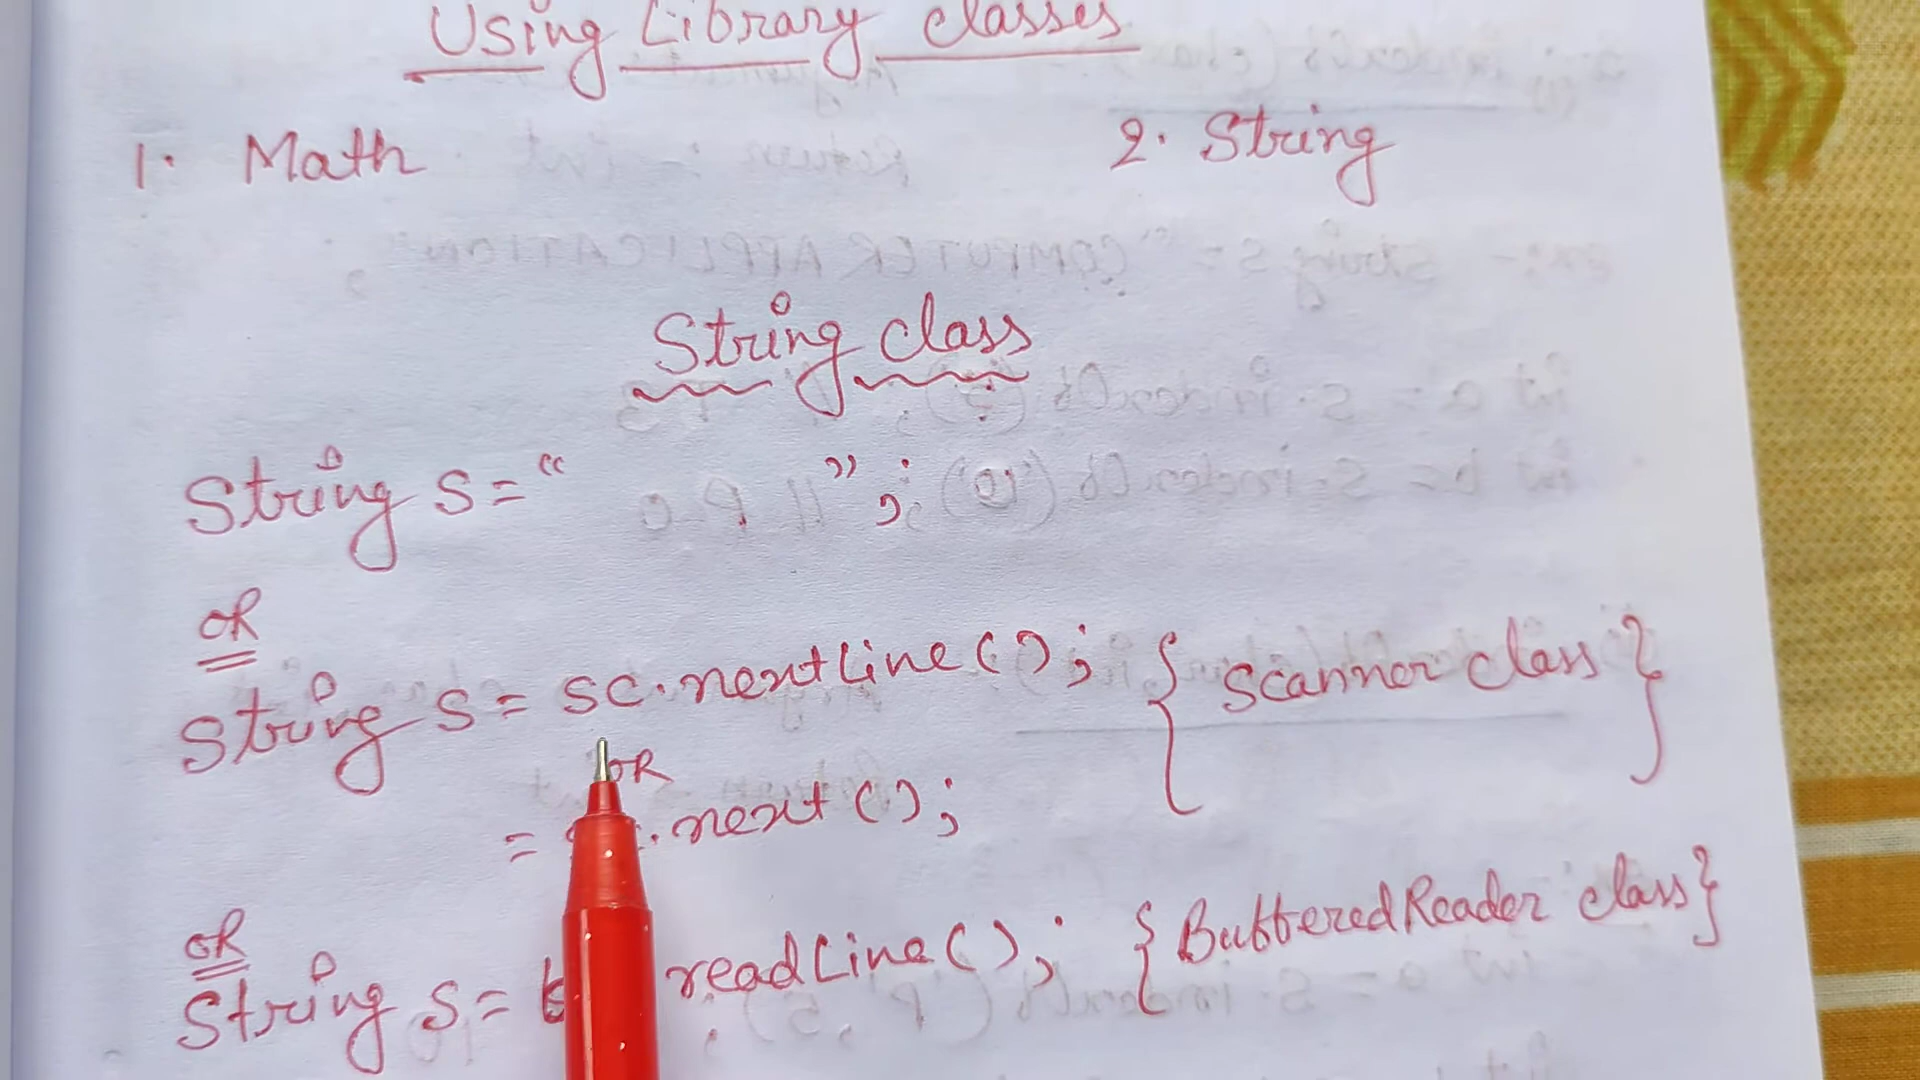 Using Library classes
1. Math 2. String
String class
String s = " ";
OR
String s = sc.nextLine(); { Scanner class }
OR
= .next();
OR
String s = readLine(); { BufferedReader class }